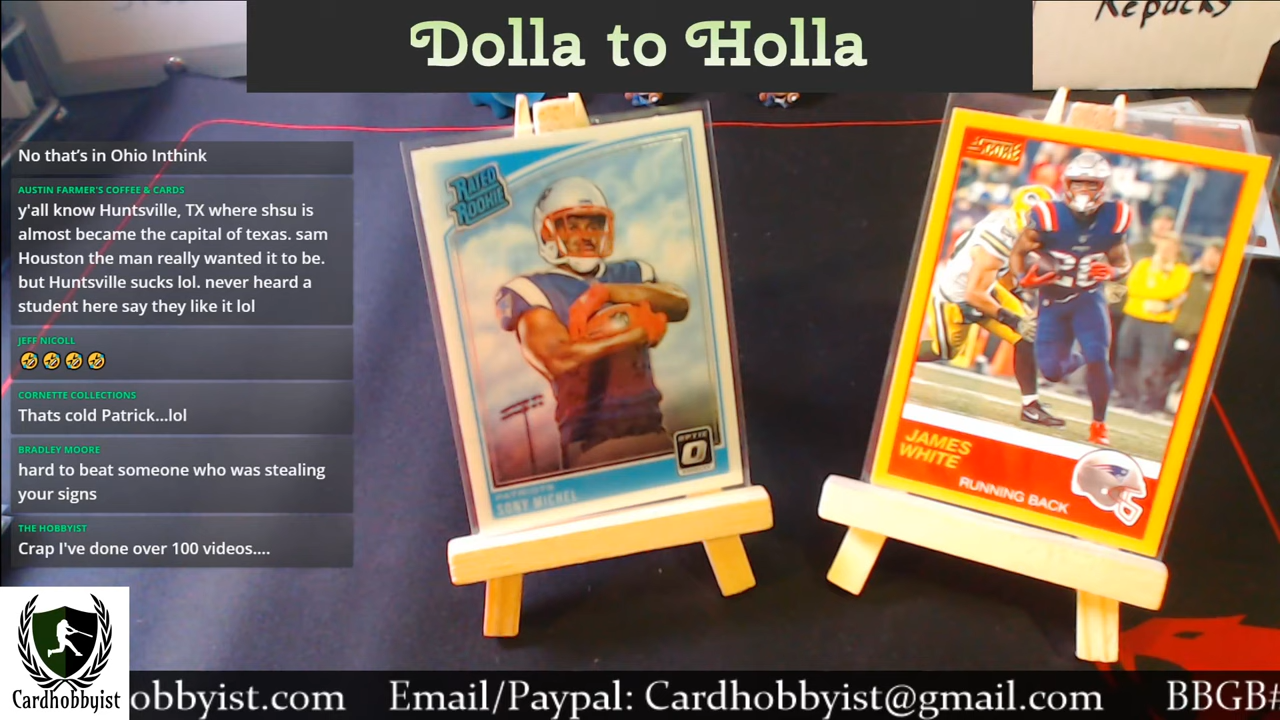 Dolla to Holla
Repacks
No that's in Ohio Inthink
AUSTIN FARMER'S COFFEE & CARDS
y'all know Huntsville, TX where shsu is
almost became the capital of texas. sam
Houston the man really wanted it to be.
but Huntsville sucks lol. never heard a
student here say they like it lol
JEFF NICOLL
🤣 🤣 🤣 🤣
CORNETTE COLLECTIONS
Thats cold Patrick...lol
BRADLEY MOORE
hard to beat someone who was stealing
your signs
THE HOBBYIST
Crap I've done over 100 videos....
RATED
ROOKIE
OPTIC
PATRIOTS
SONY MICHEL
SCORE
28
JAMES
WHITE
RUNNING BACK
Cardhobbyist
obbyist.com Email/Paypal: Cardhobbyist@gmail.com BBGB#